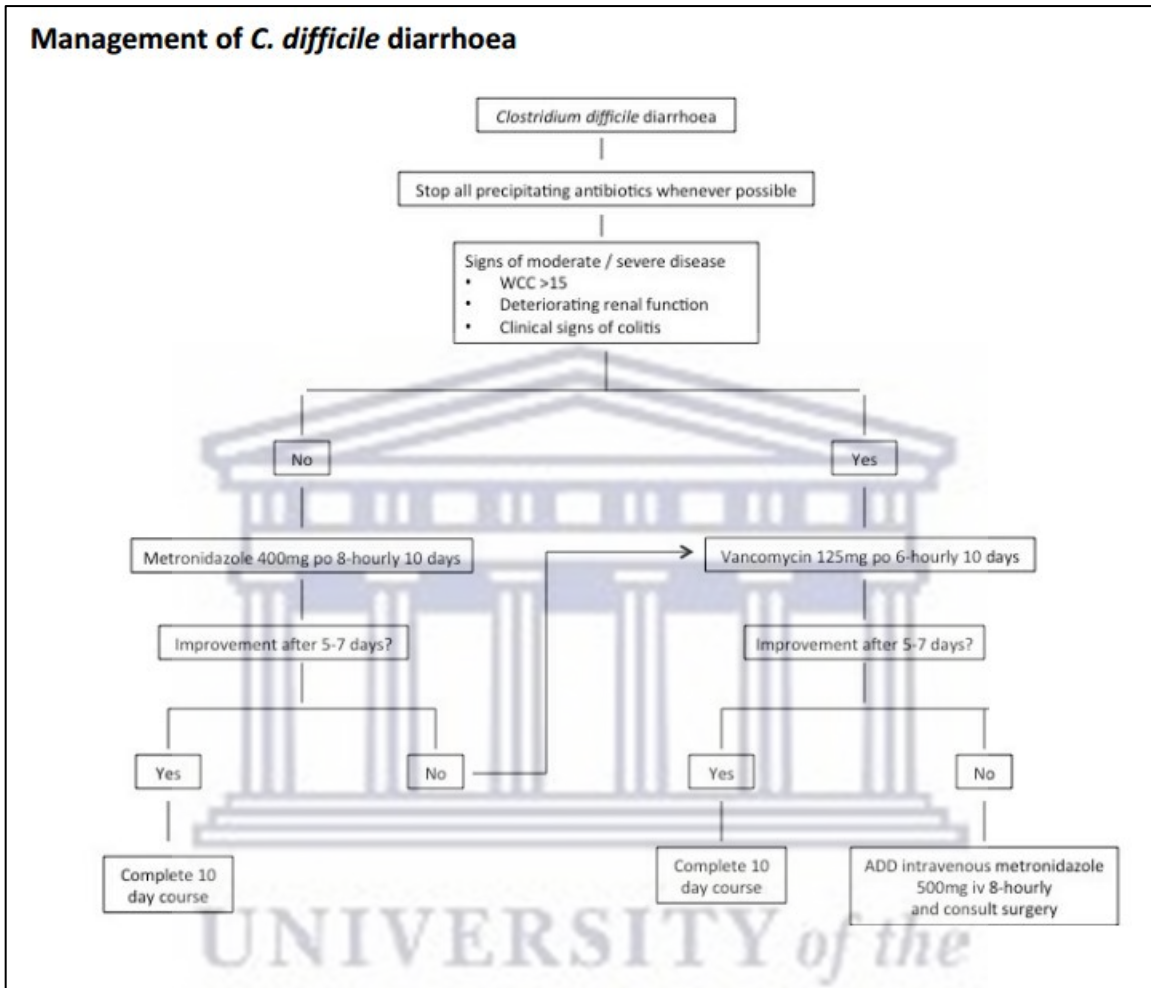 Management of C. difficile diarrhoea
Clostridium difficile diarrhoea
Stop all precipitating antibiotics whenever possible
Signs of moderate / severe disease
• WCC >15
• Deteriorating renal function
• Clinical signs of colitis
No
Yes
Metronidazole 400mg po 8-hourly 10 days
Vancomycin 125mg po 6-hourly 10 days
Improvement after 5-7 days?
Improvement after 5-7 days?
Yes
No
Yes
No
Complete 10
day course
Complete 10
day course
ADD intravenous metronidazole
500mg iv 8-hourly
and consult surgery
UNIVERSITY of the